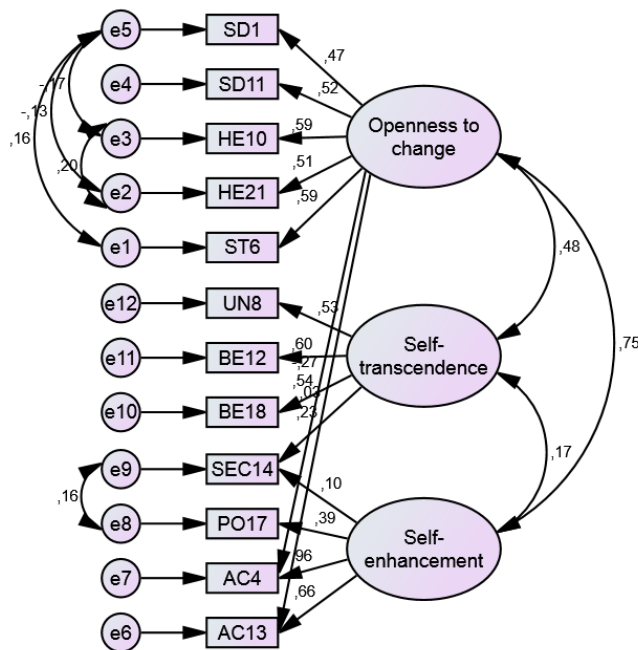 e5
SD1
,47
e4
SD11
,52
-,17
-,13
,16
e3
HE10
,59
Openness to
change
,20
e2
HE21
,51
e1
ST6
,59
,48
e12
UN8
,53
,75
e11
BE12
,60
-,27
Self-
transcendence
e10
BE18
,54
,03
,23
,17
e9
SEC14
,10
,16
e8
PO17
,39
Self-
enhancement
e7
AC4
,96
e6
AC13
,66